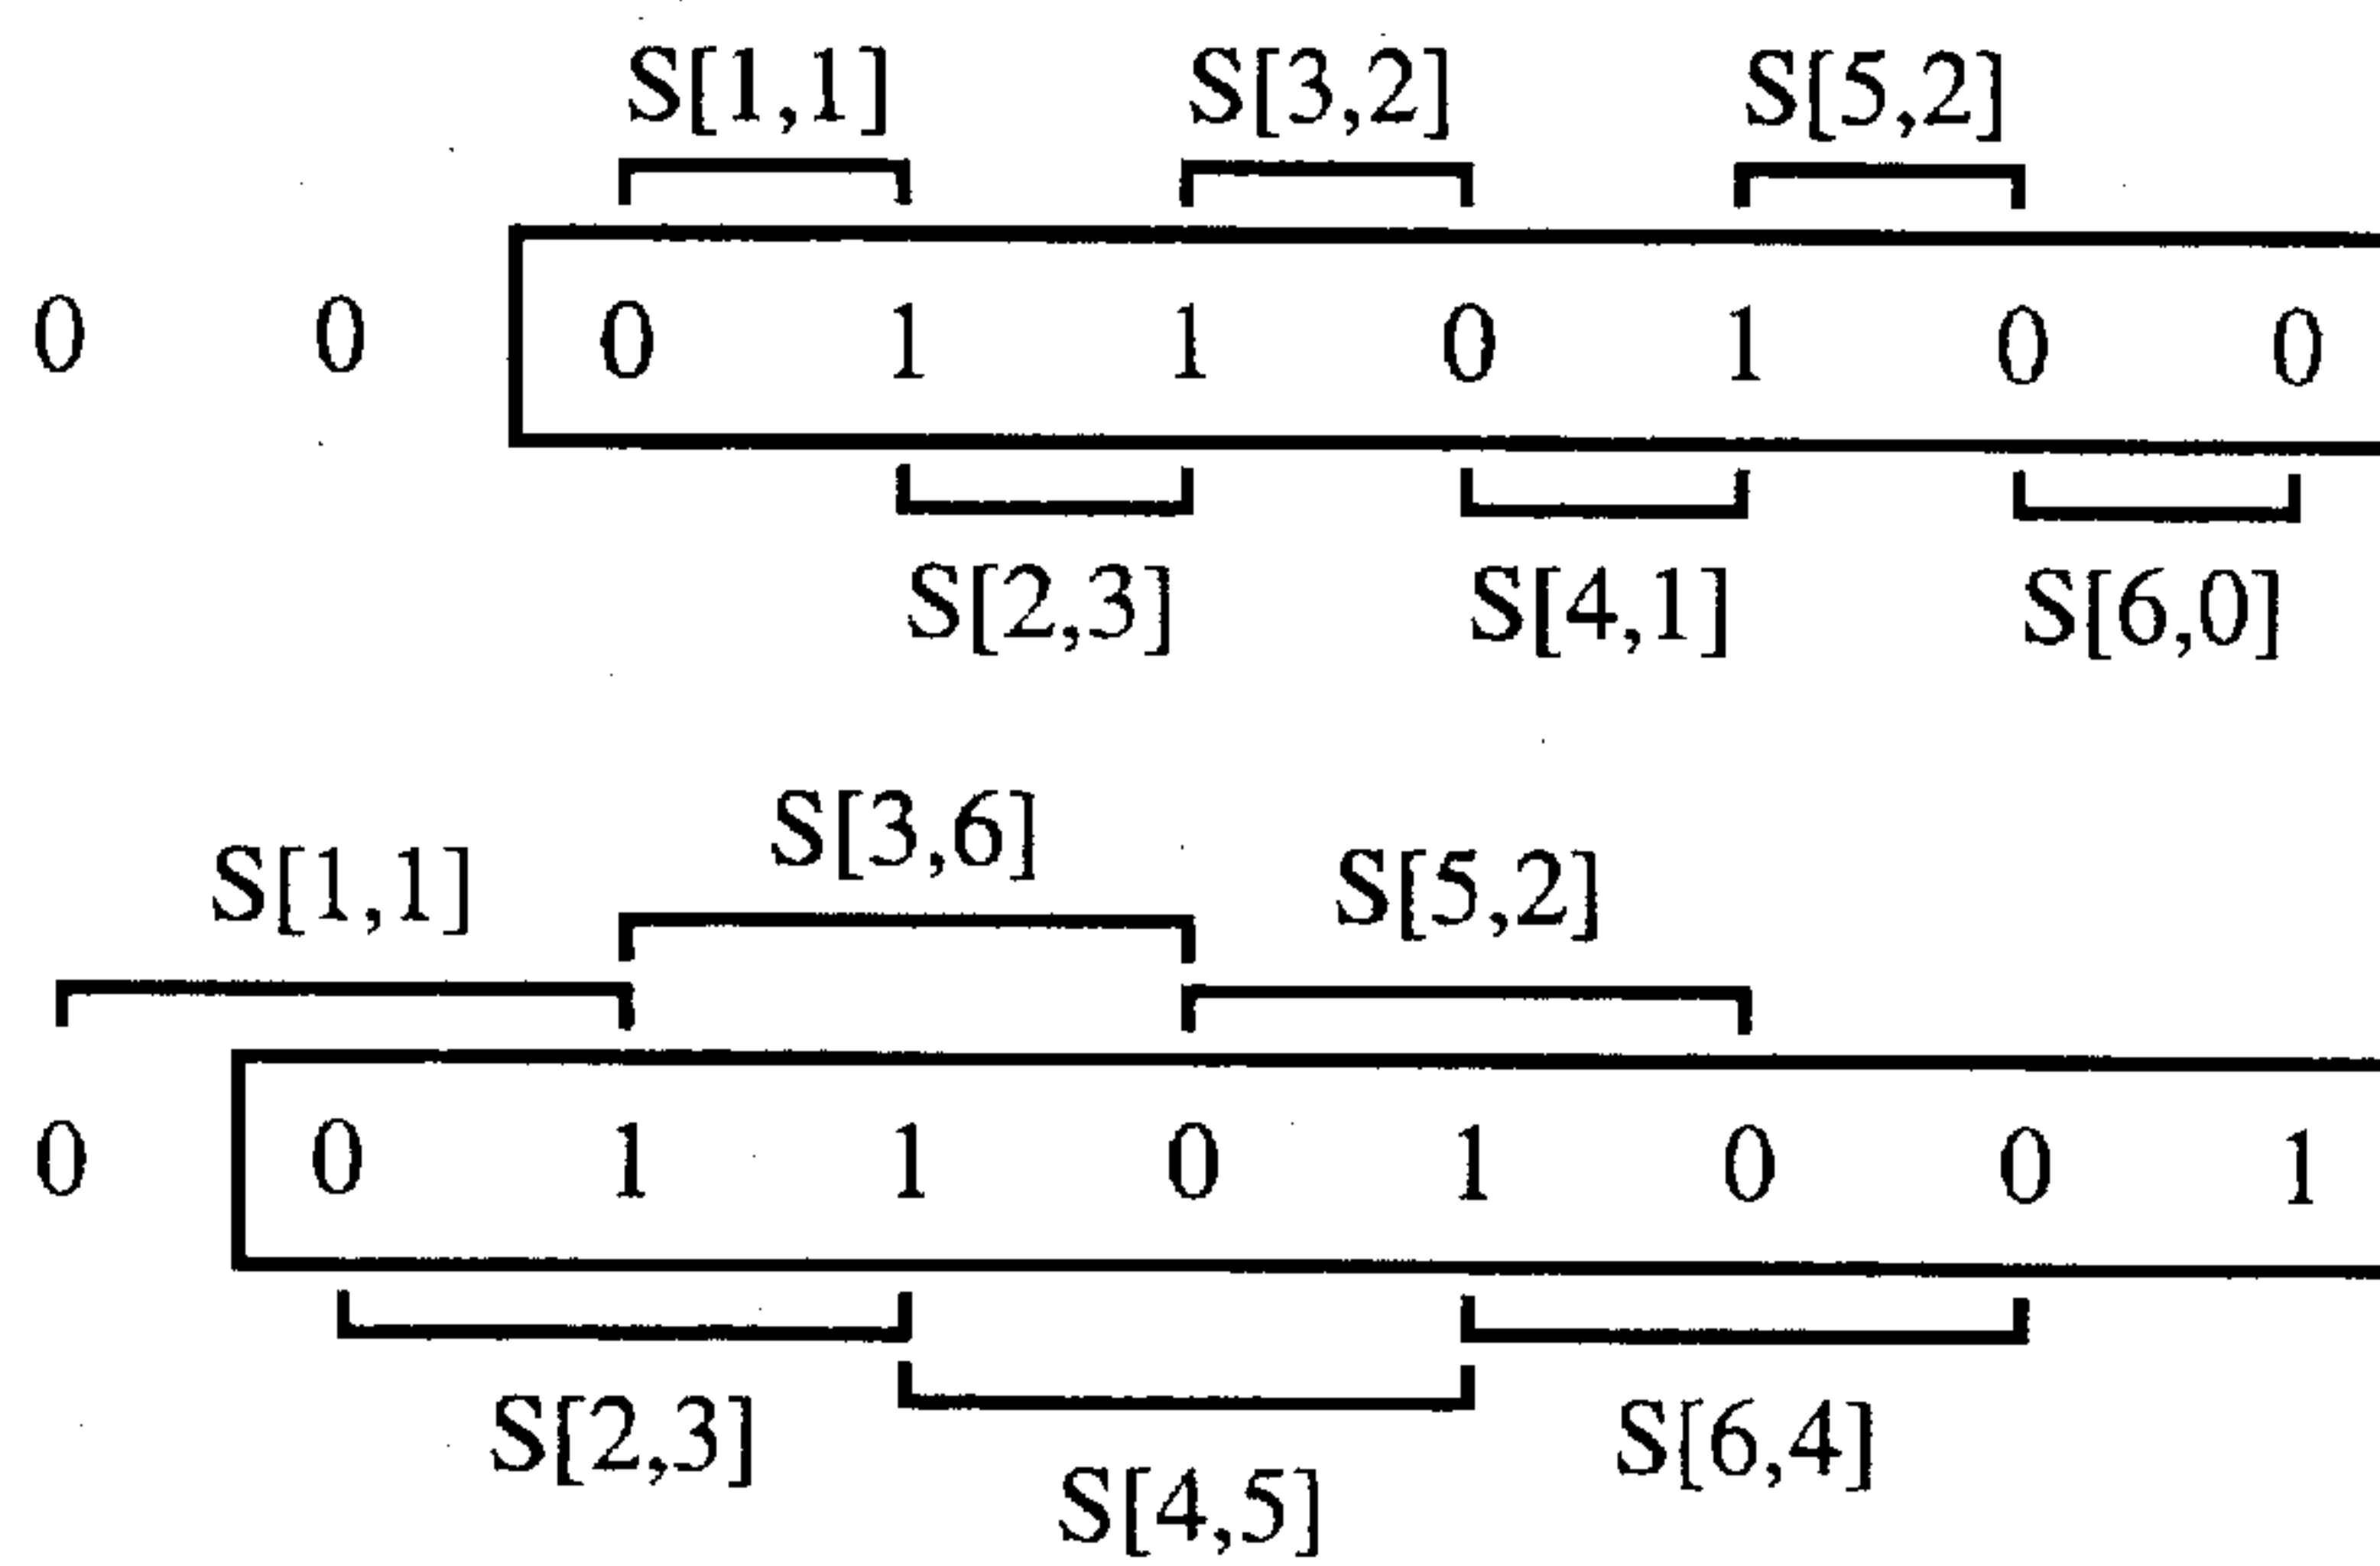 S[1,1] S[3,2] S[5,2]
0 0 0 1 1 0 1 0 0
S[2,3] S[4,1] S[6,0]
S[3,6]
S[1,1] S[5,2]
0 0 1 1 0 1 0 0 1
S[2,3] S[6,4]
S[4,5]